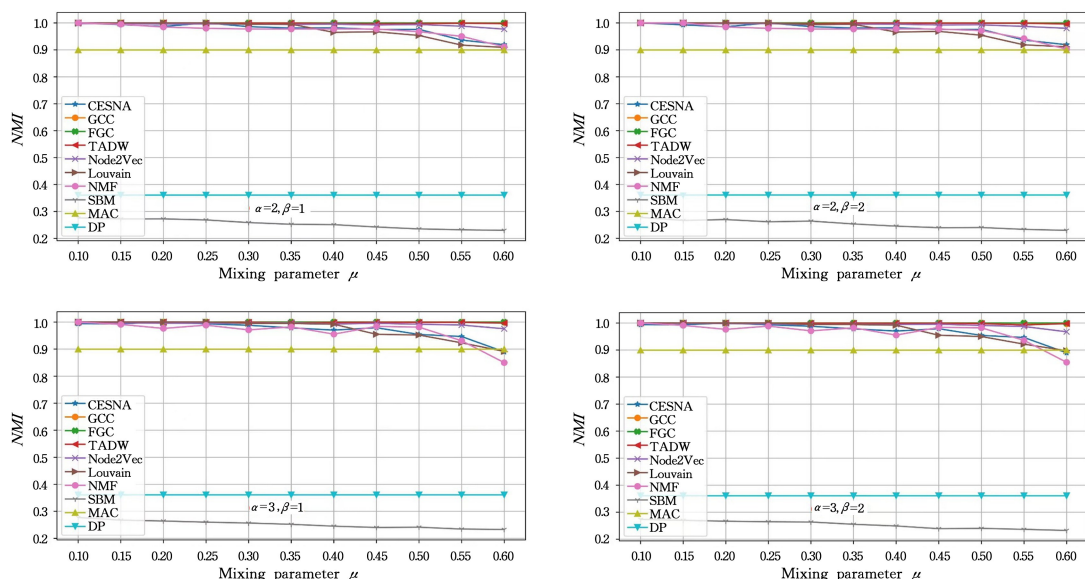 NMI
1.0
0.9
0.8
0.7
0.6
0.5
0.4
0.3
0.2
CESNA
GCC
FGC
TADW
Node2Vec
Louvain
NMF
SBM
MAC
DP
α=2,β=1
0.10 0.15 0.20 0.25 0.30 0.35 0.40 0.45 0.50 0.55 0.60
Mixing parameter μ
NMI
1.0
0.9
0.8
0.7
0.6
0.5
0.4
0.3
0.2
CESNA
GCC
FGC
TADW
Node2Vec
Louvain
NMF
SBM
MAC
DP
α=2,β=2
0.10 0.15 0.20 0.25 0.30 0.35 0.40 0.45 0.50 0.55 0.60
Mixing parameter μ
NMI
1.0
0.9
0.8
0.7
0.6
0.5
0.4
0.3
0.2
CESNA
GCC
FGC
TADW
Node2Vec
Louvain
NMF
SBM
MAC
DP
α=3,β=1
0.10 0.15 0.20 0.25 0.30 0.35 0.40 0.45 0.50 0.55 0.60
Mixing parameter μ
NMI
1.0
0.9
0.8
0.7
0.6
0.5
0.4
0.3
0.2
CESNA
GCC
FGC
TADW
Node2Vec
Louvain
NMF
SBM
MAC
DP
α=3,β=2
0.10 0.15 0.20 0.25 0.30 0.35 0.40 0.45 0.50 0.55 0.60
Mixing parameter μ